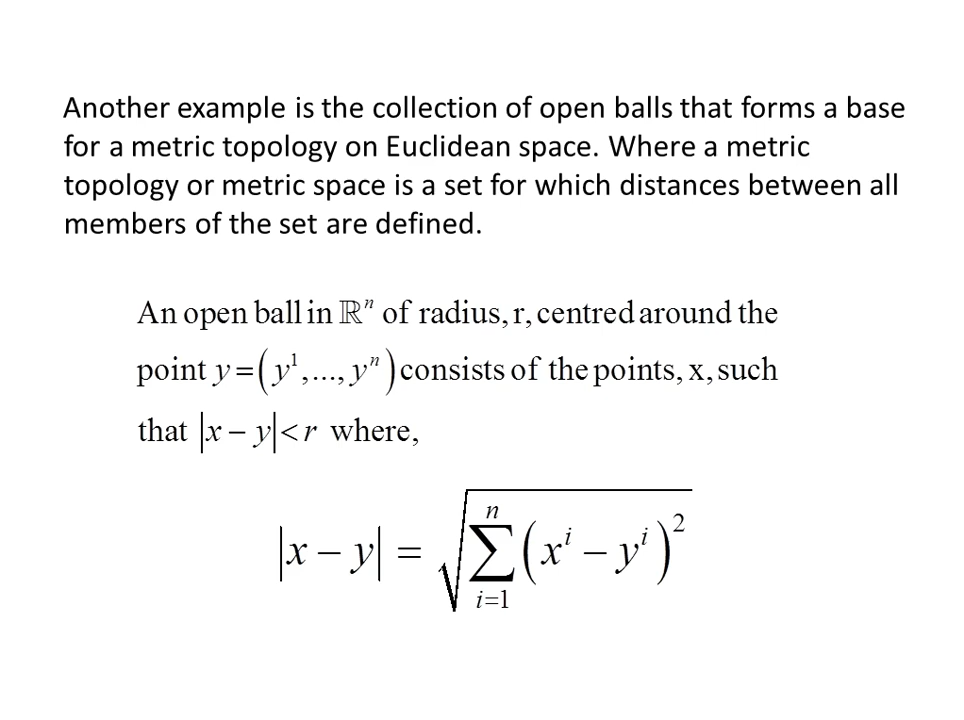 Another example is the collection of open balls that forms a base
for a metric topology on Euclidean space. Where a metric
topology or metric space is a set for which distances between all
members of the set are defined.
An open ball in ℝⁿ of radius, r, centred around the
point y = (y¹,..., yⁿ) consists of the points, x, such
that |x − y| < r where,
|x − y| = √(∑ᵢ₌₁ⁿ (xⁱ − yⁱ)²)